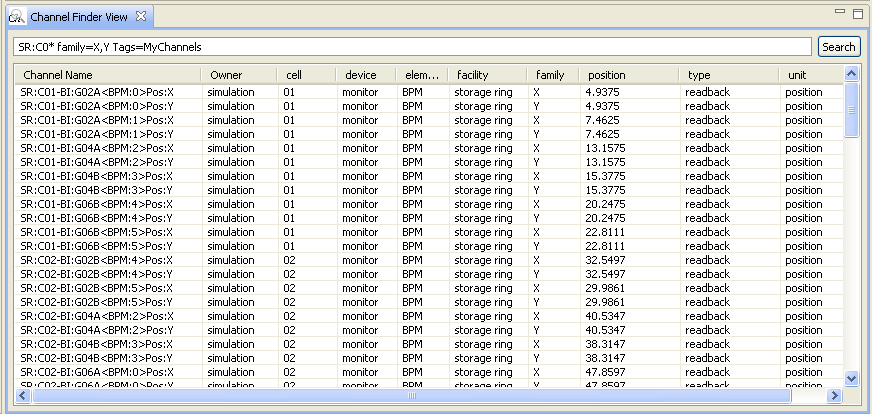 Channel Finder View
SR:C0* family=X,Y Tags=MyChannels Search
Channel Name Owner cell device elem... facility family position type unit
SR:C01-BI:G02A<BPM:0>Pos:X simulation 01 monitor BPM storage ring X 4.9375 readback position
SR:C01-BI:G02A<BPM:0>Pos:Y simulation 01 monitor BPM storage ring Y 4.9375 readback position
SR:C01-BI:G02A<BPM:1>Pos:X simulation 01 monitor BPM storage ring X 7.4625 readback position
SR:C01-BI:G02A<BPM:1>Pos:Y simulation 01 monitor BPM storage ring Y 7.4625 readback position
SR:C01-BI:G04A<BPM:2>Pos:X simulation 01 monitor BPM storage ring X 13.1575 readback position
SR:C01-BI:G04A<BPM:2>Pos:Y simulation 01 monitor BPM storage ring Y 13.1575 readback position
SR:C01-BI:G04B<BPM:3>Pos:X simulation 01 monitor BPM storage ring X 15.3775 readback position
SR:C01-BI:G04B<BPM:3>Pos:Y simulation 01 monitor BPM storage ring Y 15.3775 readback position
SR:C01-BI:G06B<BPM:4>Pos:X simulation 01 monitor BPM storage ring X 20.2475 readback position
SR:C01-BI:G06B<BPM:4>Pos:Y simulation 01 monitor BPM storage ring Y 20.2475 readback position
SR:C01-BI:G06B<BPM:5>Pos:X simulation 01 monitor BPM storage ring X 22.8111 readback position
SR:C01-BI:G06B<BPM:5>Pos:Y simulation 01 monitor BPM storage ring Y 22.8111 readback position
SR:C02-BI:G02B<BPM:4>Pos:X simulation 02 monitor BPM storage ring X 32.5497 readback position
SR:C02-BI:G02B<BPM:4>Pos:Y simulation 02 monitor BPM storage ring Y 32.5497 readback position
SR:C02-BI:G02B<BPM:5>Pos:X simulation 02 monitor BPM storage ring X 29.9861 readback position
SR:C02-BI:G02B<BPM:5>Pos:Y simulation 02 monitor BPM storage ring Y 29.9861 readback position
SR:C02-BI:G04A<BPM:2>Pos:X simulation 02 monitor BPM storage ring X 40.5347 readback position
SR:C02-BI:G04A<BPM:2>Pos:Y simulation 02 monitor BPM storage ring Y 40.5347 readback position
SR:C02-BI:G04B<BPM:3>Pos:X simulation 02 monitor BPM storage ring X 38.3147 readback position
SR:C02-BI:G04B<BPM:3>Pos:Y simulation 02 monitor BPM storage ring Y 38.3147 readback position
SR:C02-BI:G06A<BPM:0>Pos:X simulation 02 monitor BPM storage ring X 47.8597 readback position
SR:C02-BI:G06A<BPM:0>Pos:Y simulation 02 monitor BPM storage ring Y 47.8597 readback position